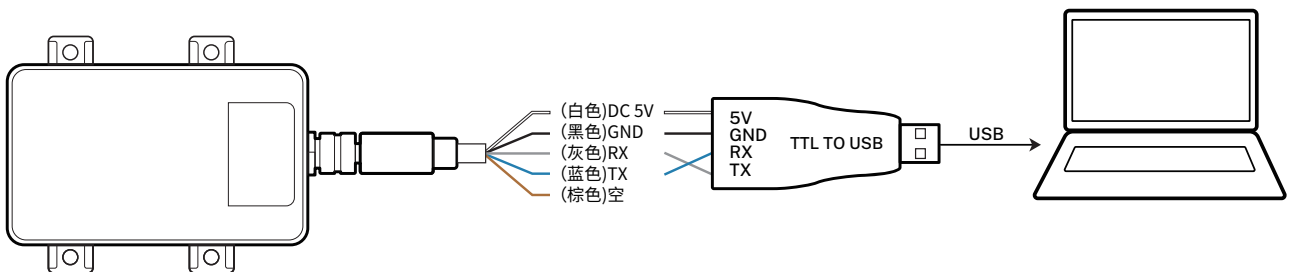 (白色)DC 5V
(黑色)GND
(灰色)RX
(蓝色)TX
(棕色)空
5V
GND
RX
TX
TTL TO USB
USB